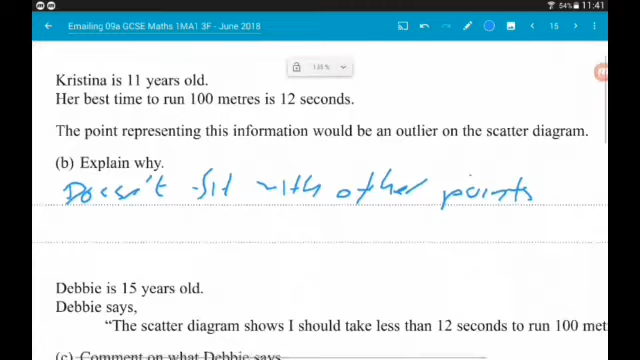 54% 11:41
Emailing 09a GCSE Maths 1MA1 3F - June 2018
15
Kristina is 11 years old.
Her best time to run 100 metres is 12 seconds.
The point representing this information would be an outlier on the scatter diagram.
(b) Explain why.
Doesn't fit with other points
Debbie is 15 years old.
Debbie says,
"The scatter diagram shows I should take less than 12 seconds to run 100 met
(c) Comment on what Debbie says